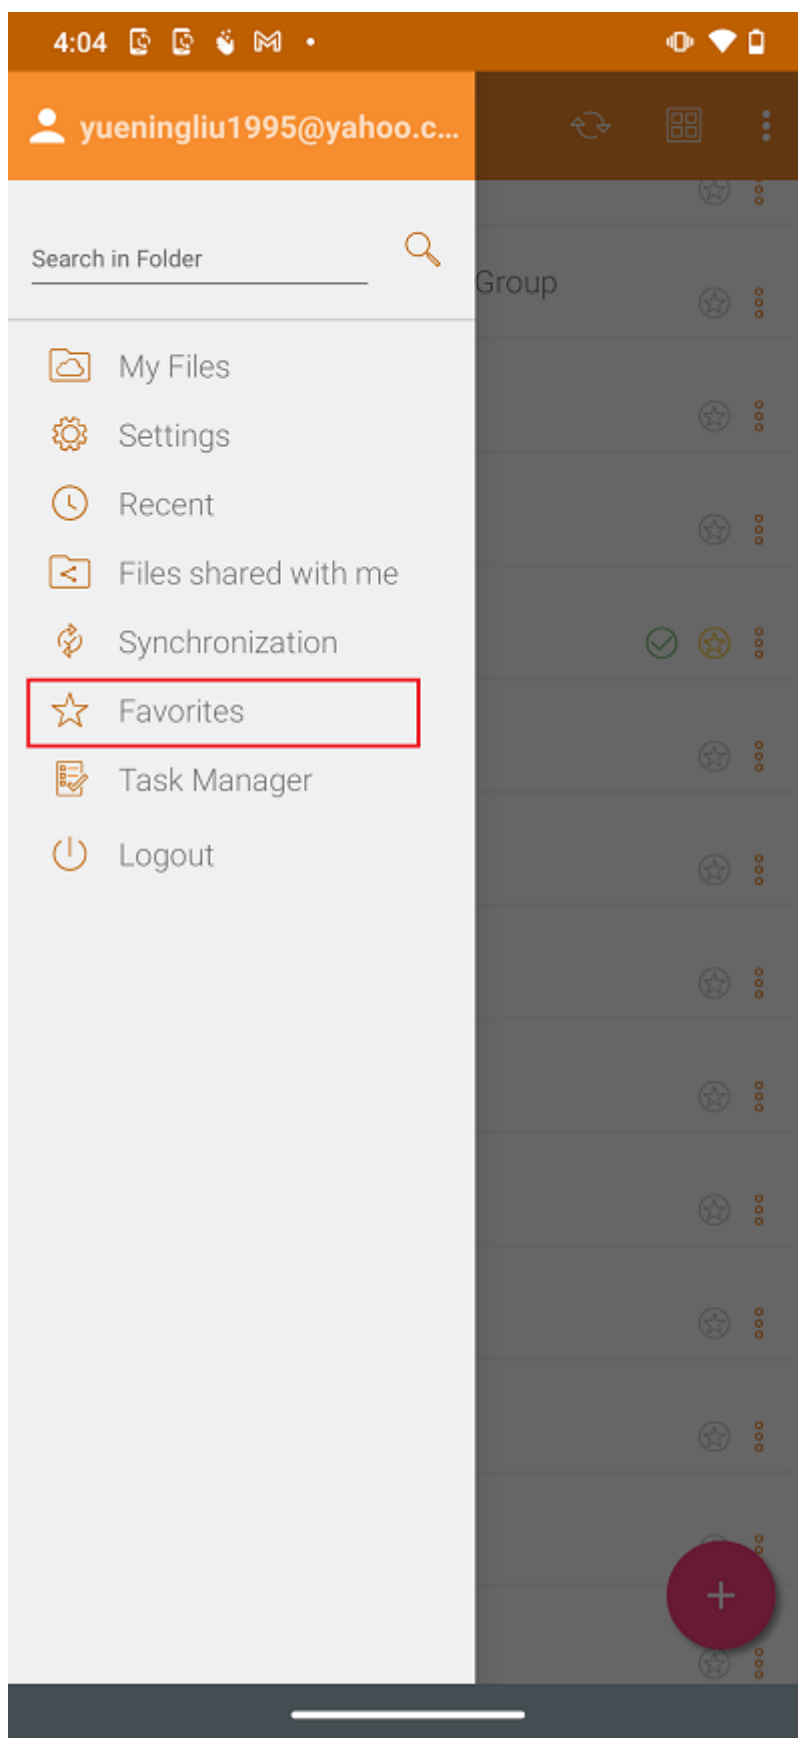 4:04
yueningliu1995@yahoo.c...
Search in Folder
Group
My Files
Settings
Recent
Files shared with me
Synchronization
Favorites
Task Manager
Logout